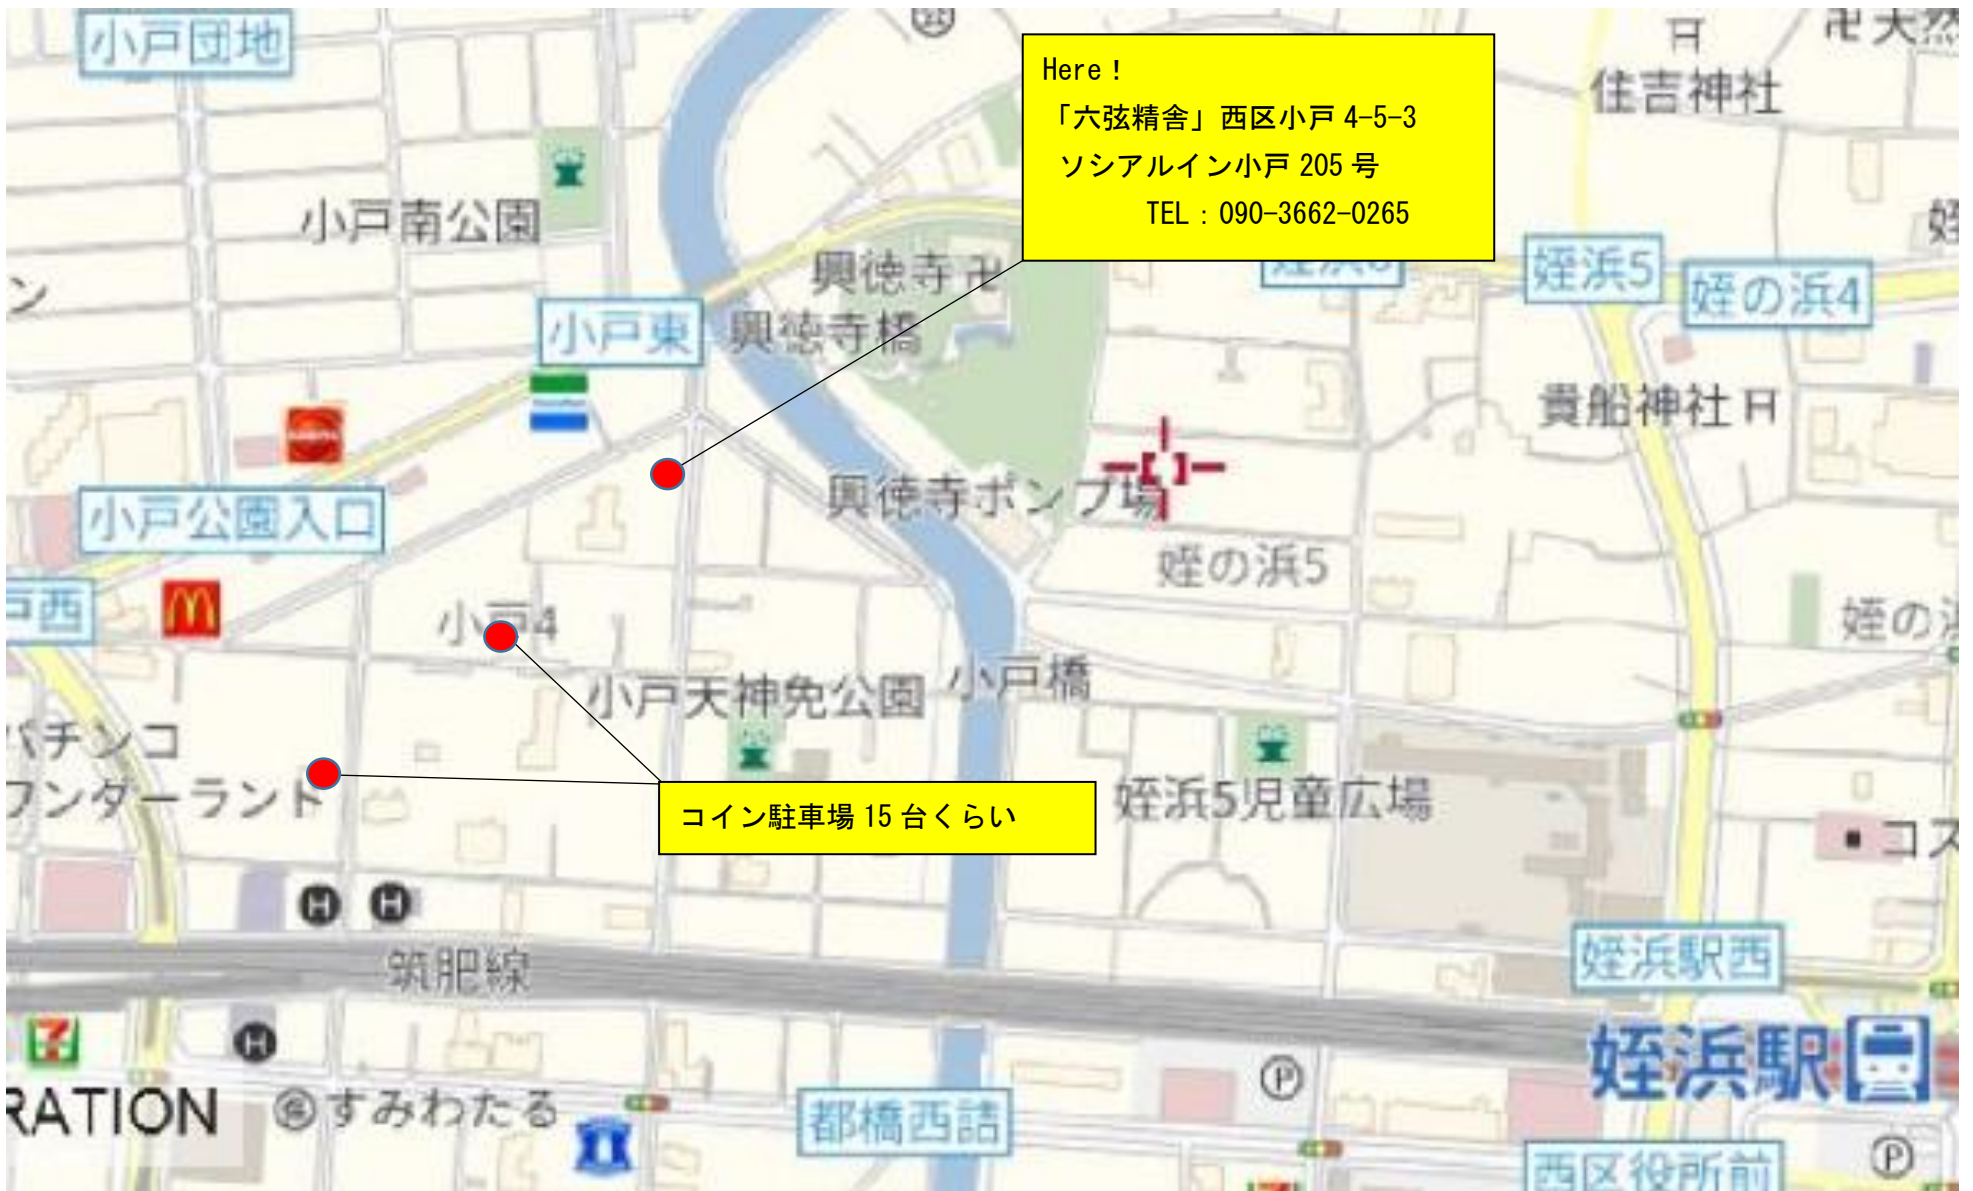 小戸団地
Here！
「六弦精舎」西区小戸 4-5-3
ソシアルイン小戸 205 号
TEL：090-3662-0265
住吉神社
小戸南公園
興徳寺
姪浜5
姪の浜4
小戸東
興徳寺橋
貴船神社
小戸公園入口
興徳寺ポンプ場
姪の浜5
戸西
小戸4
小戸天神免公園
小戸橋
パチンコ
ワンダーランド
コイン駐車場 15 台くらい
姪浜5児童広場
コス
H
H
筑肥線
姪浜駅西
7
H
姪浜駅
P
RATION
すみわたる
都橋西詰
西区役所前
P